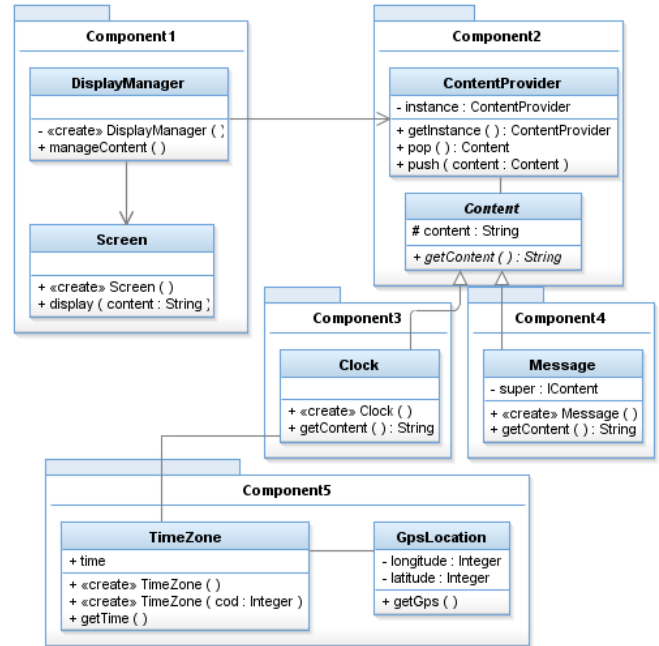 Component1
DisplayManager
- «create» DisplayManager ( )
+ manageContent ( )
Screen
+ «create» Screen ( )
+ display ( content : String )
Component2
ContentProvider
- instance : ContentProvider
+ getInstance ( ) : ContentProvider
+ pop ( ) : Content
+ push ( content : Content )
Content
# content : String
+ getContent ( ) : String
Component3
Clock
+ «create» Clock ( )
+ getContent ( ) : String
Component4
Message
- super : IContent
+ «create» Message ( )
+ getContent ( ) : String
Component5
TimeZone
+ time
+ «create» TimeZone ( )
+ «create» TimeZone ( cod : Integer )
+ getTime ( )
GpsLocation
- longitude : Integer
- latitude : Integer
+ getGps ( )